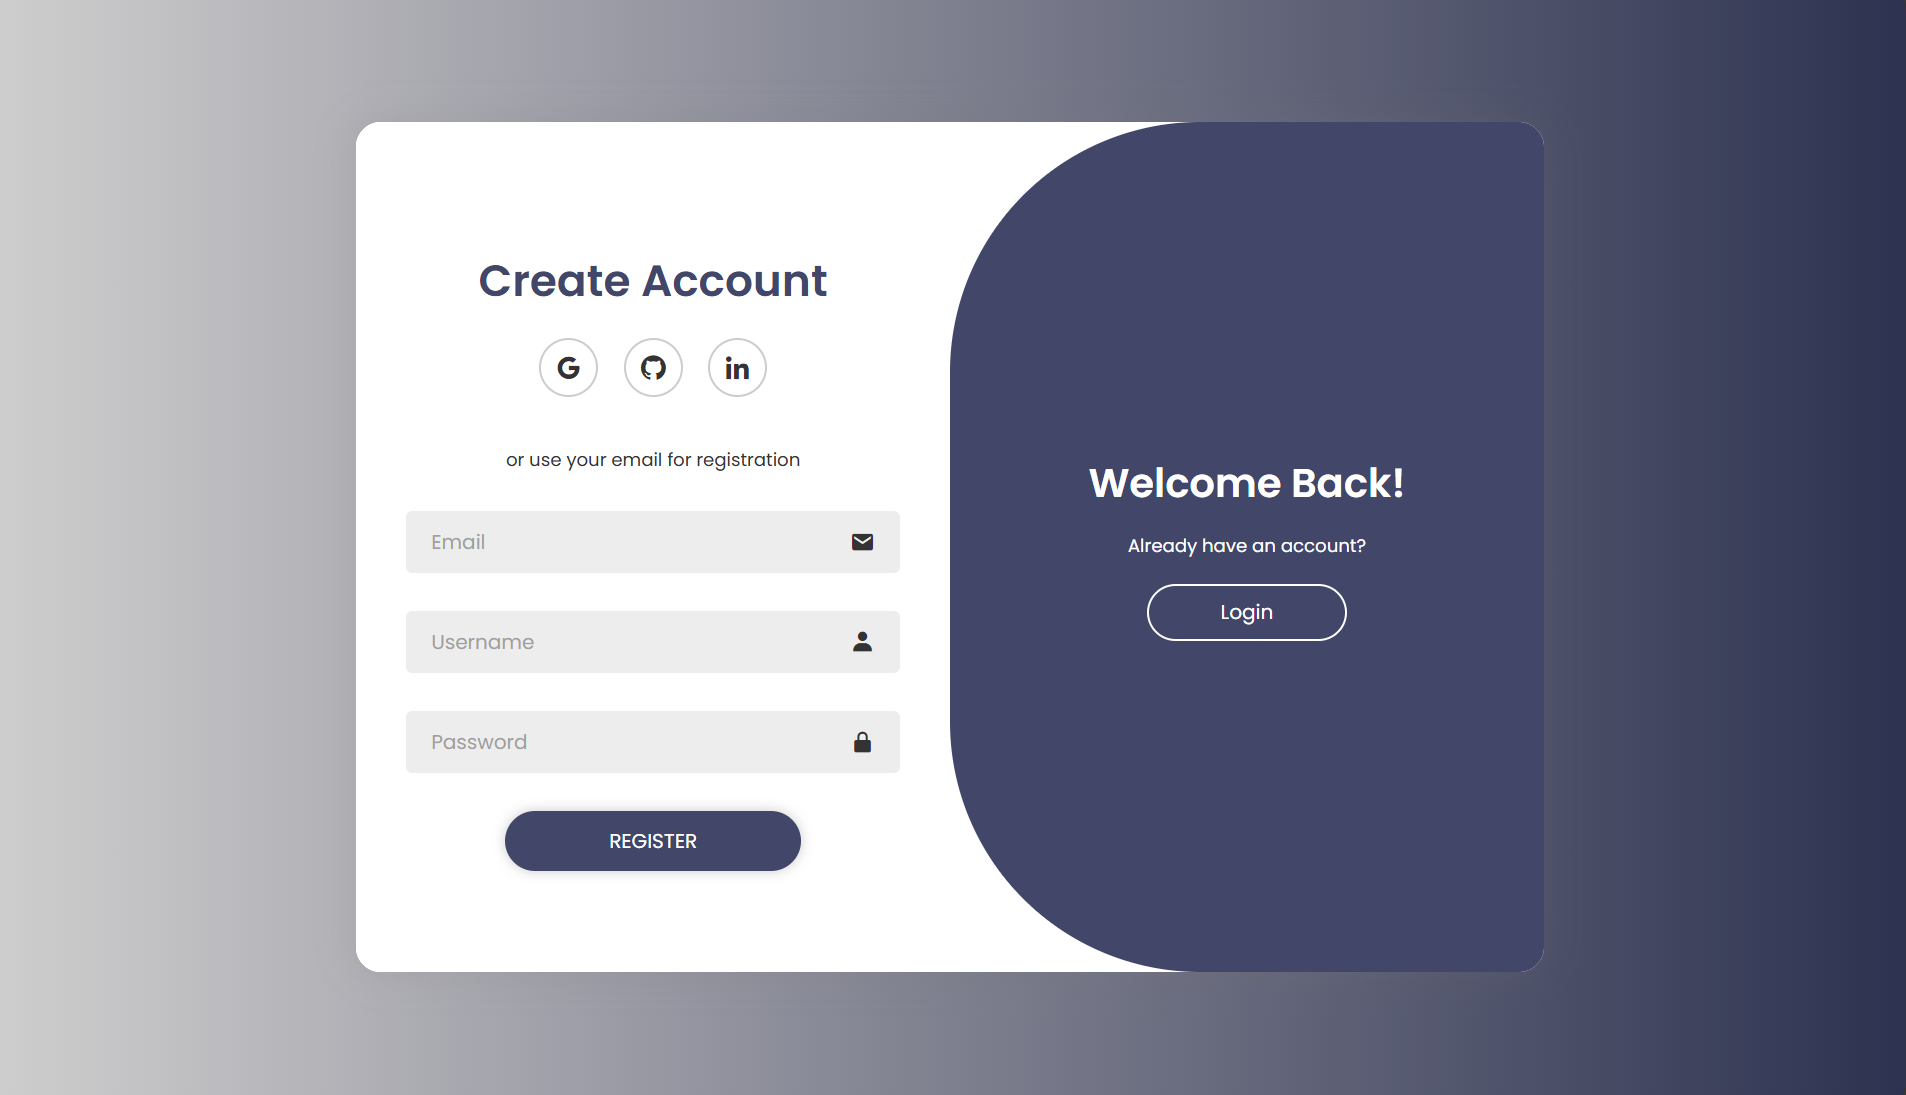 Create Account
G in
or use your email for registration
Email
Username
Password
REGISTER
Welcome Back!
Already have an account?
Login